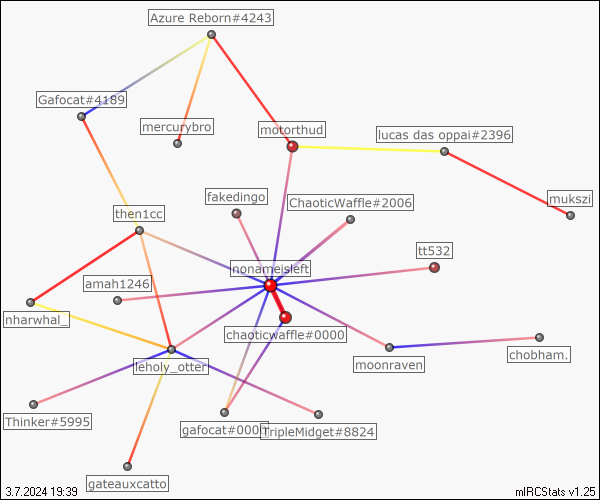 Azure Reborn#4243
Gafocat#4189
mercurybro
motorthud
lucas das oppai#2396
fakedingo
ChaoticWaffle#2006
mukszi
then1cc
tt532
nonameisleft
amah1246
nharwhal_
chaoticwaffle#0000
leholy_otter
moonraven
chobham.
Thinker#5995
gafocat#000
TripleMidget#8824
gateauxcatto
3.7.2024 19:39
mIRCStats v1.25